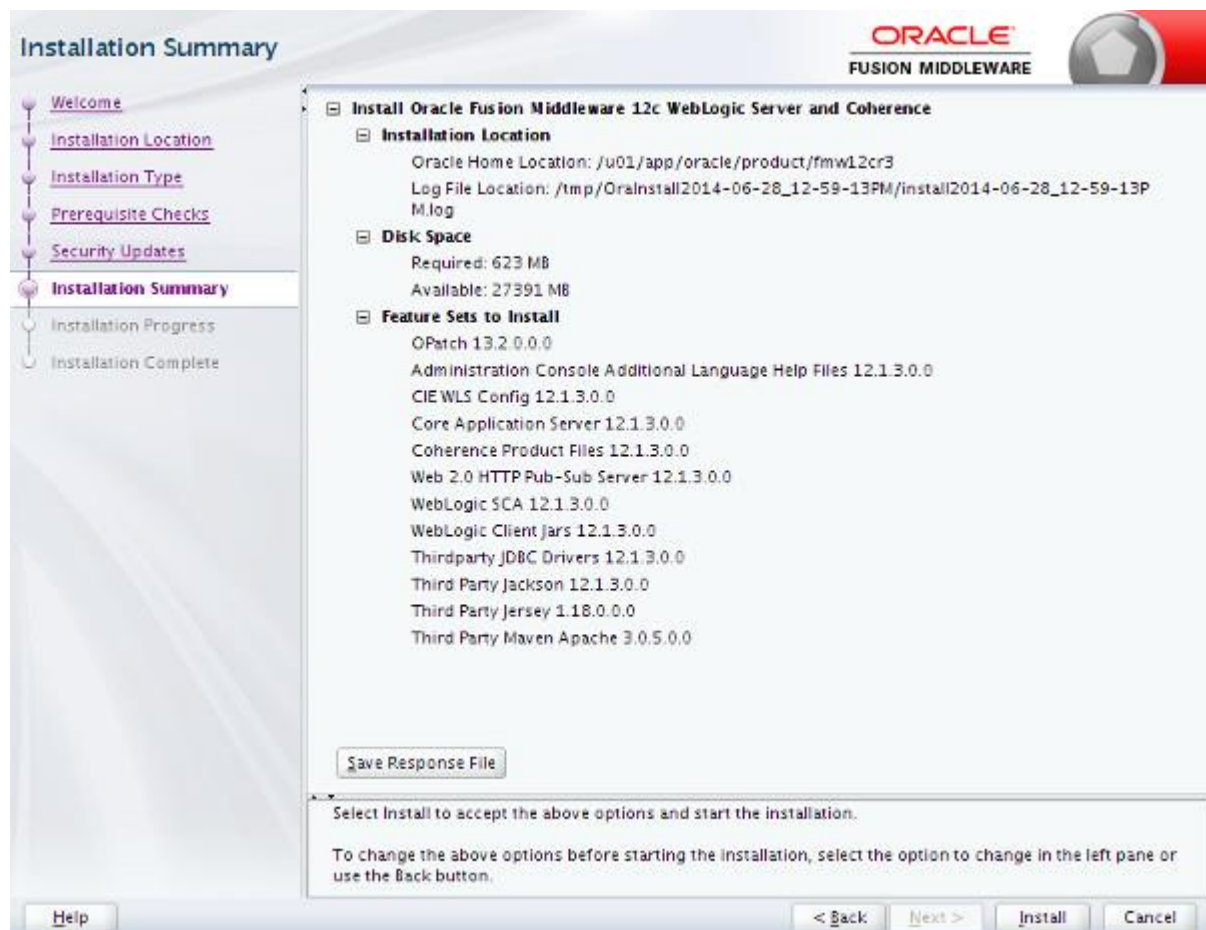 Installation Summary
ORACLE
FUSION MIDDLEWARE
Welcome
Installation Location
Installation Type
Prerequisite Checks
Security Updates
Installation Summary
Installation Progress
Installation Complete
Install Oracle Fusion Middleware 12c WebLogic Server and Coherence
Installation Location
Oracle Home Location: /u01/app/oracle/product/fmw12cr3
Log File Location: /tmp/OraInstall2014-06-28_12-59-13PM/install2014-06-28_12-59-13P
M.log
Disk Space
Required: 623 MB
Available: 27391 MB
Feature Sets to Install
OPatch 13.2.0.0.0
Administration Console Additional Language Help Files 12.1.3.0.0
CIE WLS Config 12.1.3.0.0
Core Application Server 12.1.3.0.0
Coherence Product Files 12.1.3.0.0
Web 2.0 HTTP Pub-Sub Server 12.1.3.0.0
WebLogic SCA 12.1.3.0.0
WebLogic Client Jars 12.1.3.0.0
Thirdparty JDBC Drivers 12.1.3.0.0
Third Party Jackson 12.1.3.0.0
Third Party Jersey 1.18.0.0.0
Third Party Maven Apache 3.0.5.0.0
Save Response File
Select Install to accept the above options and start the installation.
To change the above options before starting the installation, select the option to change in the left pane or
use the Back button.
Help
< Back
Next >
Install
Cancel